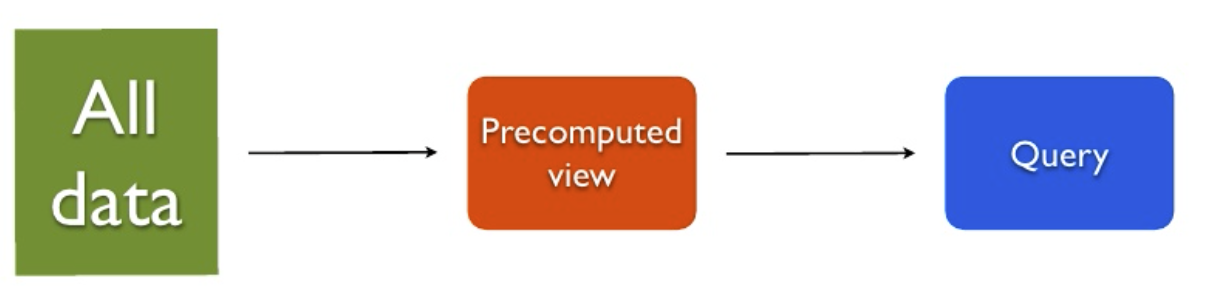 All
data
Precomputed
view
Query